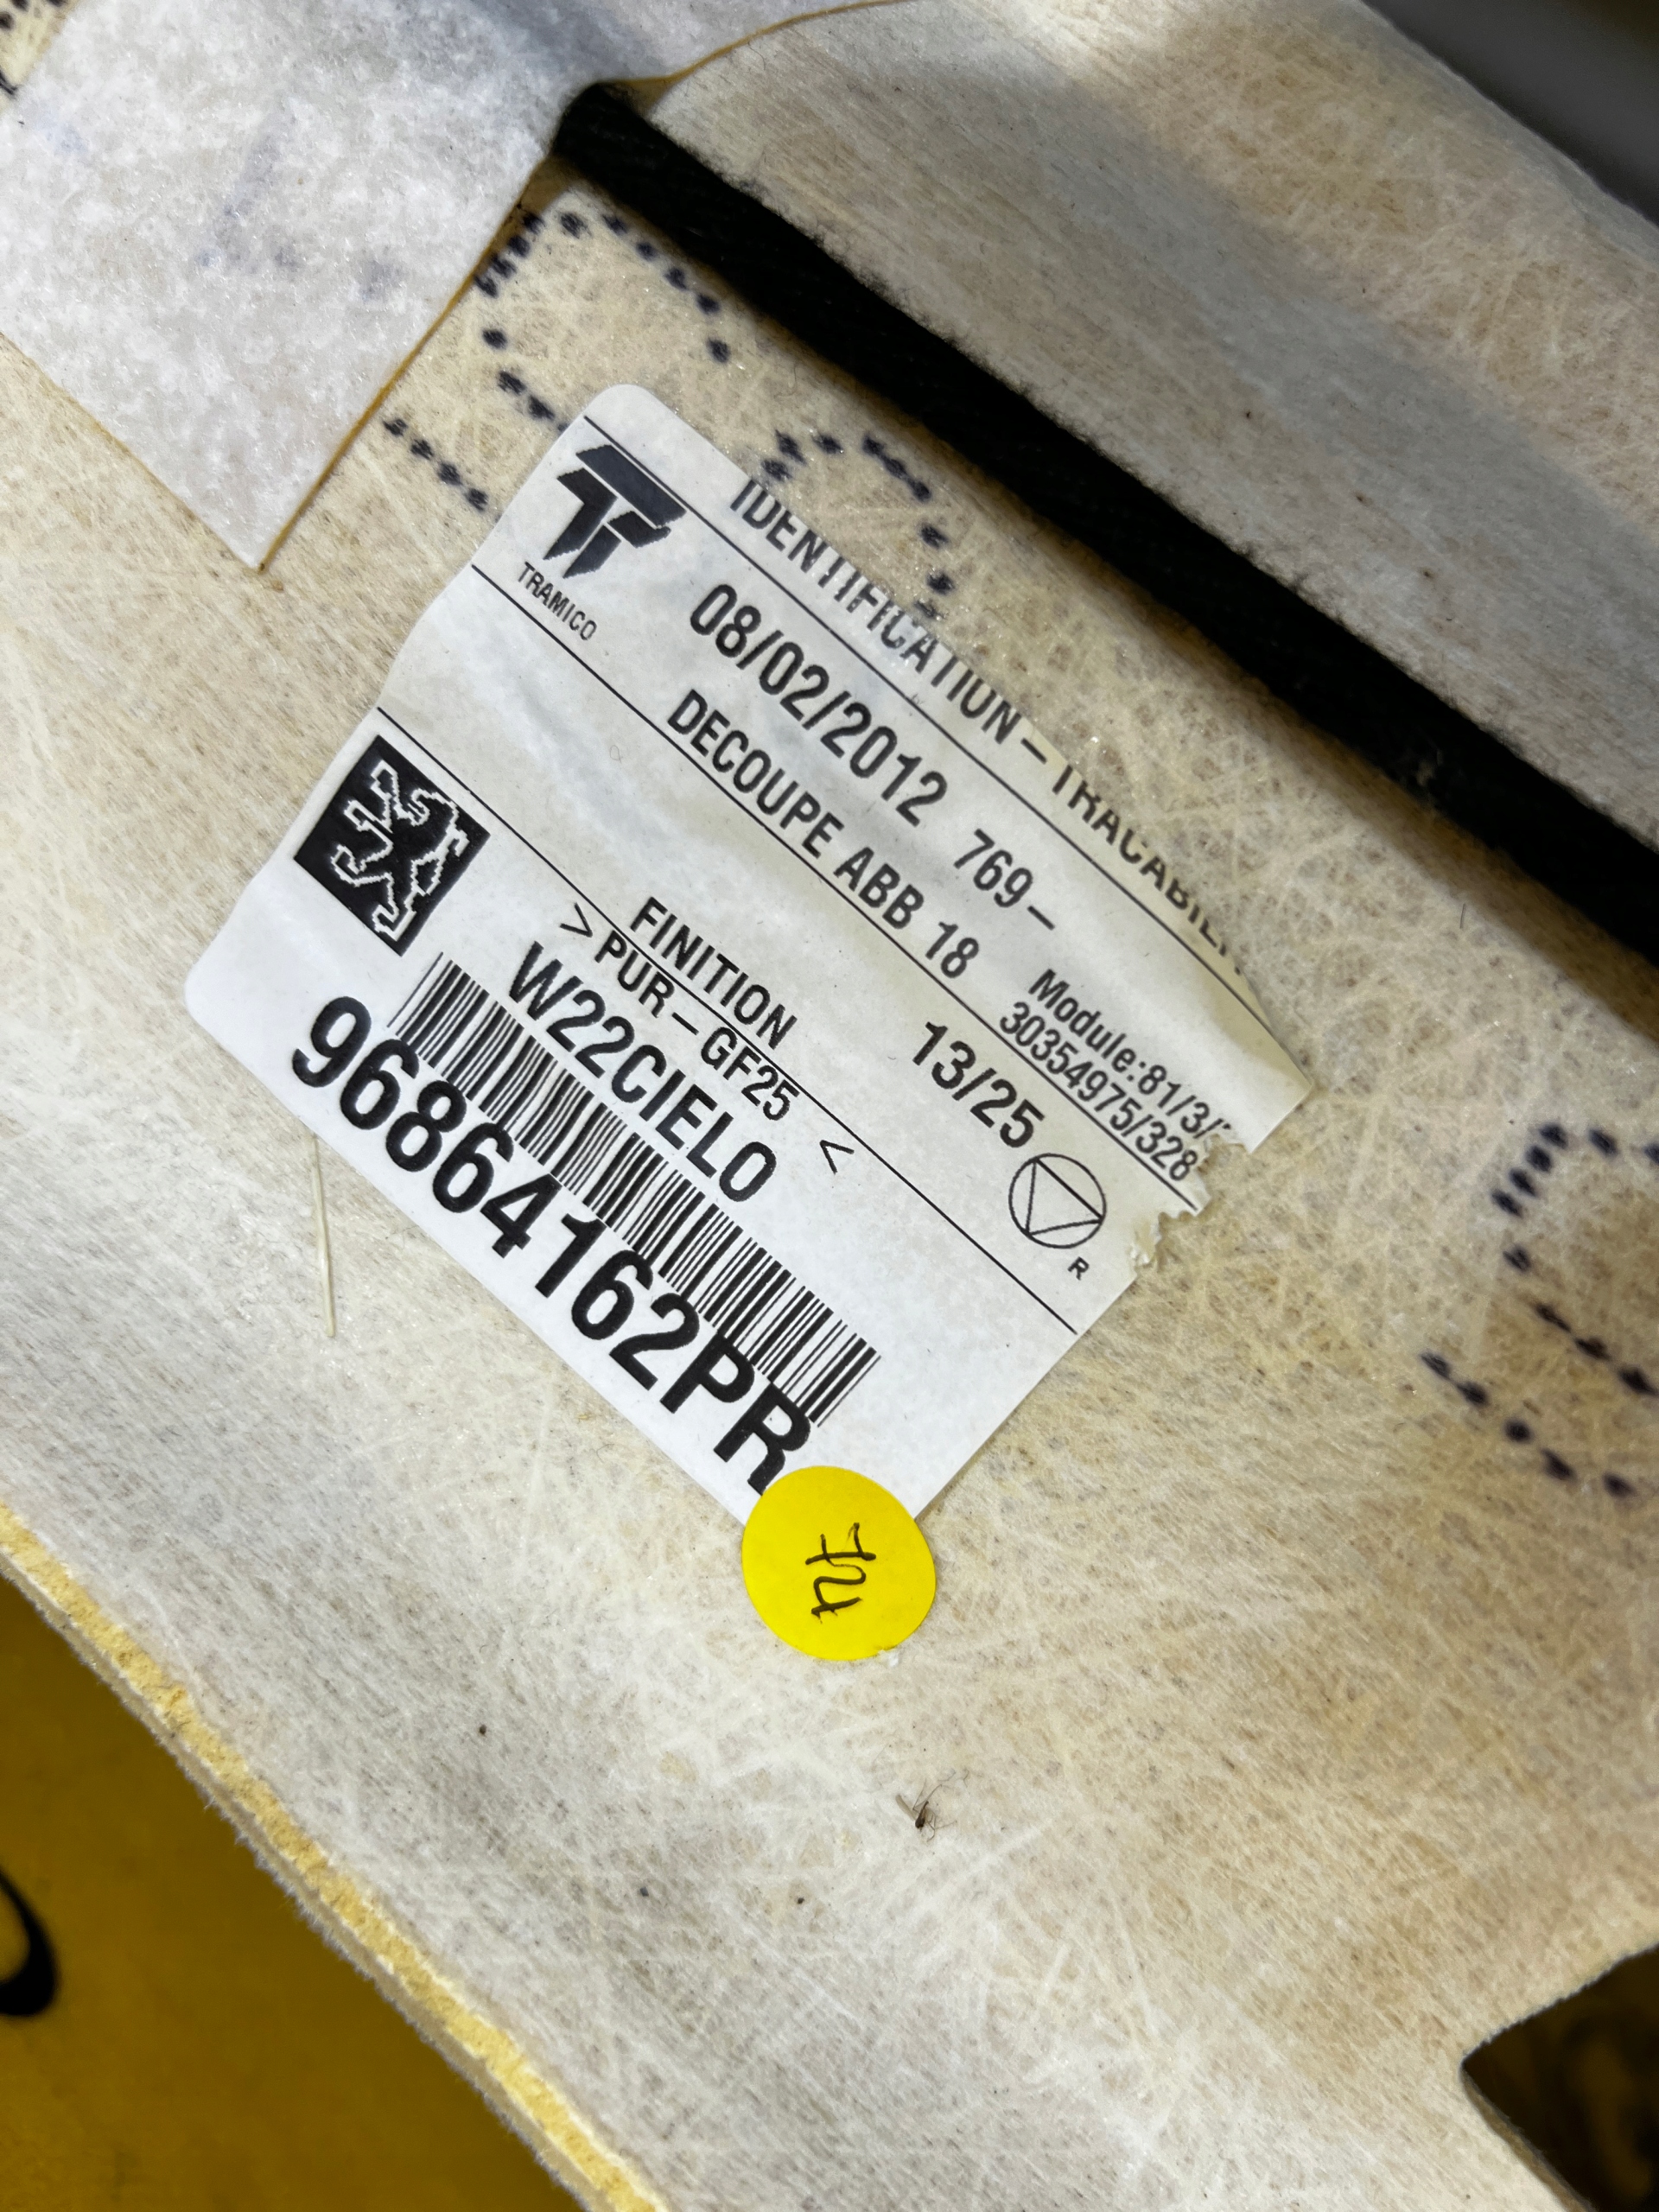 TRAMICO
IDENTIFICATION - TRACABILI
08/02/2012 769-
DECOUPE ABB 18
Module:81/3/
30354975/328
13/25
R
FINITION
>PUR-GF25<
W22CIELO
96864162PR